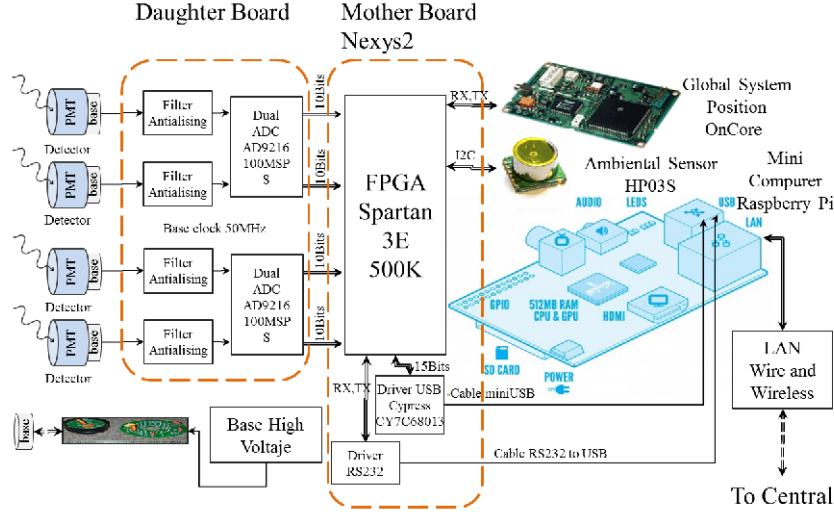 Daughter Board
Mother Board
Nexys2
PMT
base
Detector
Filter
Antialising
Dual
ADC
AD9216
100MSP
S
10Bits
PMT
base
Detector
Filter
Antialising
10Bits
Base clock 50MHz
PMT
base
Detector
Filter
Antialising
Dual
ADC
AD9216
100MSP
S
10Bits
PMT
base
Detector
Filter
Antialising
10Bits
FPGA
Spartan
3E
500K
RX,TX
Global System
Position
OnCore
I2C
Ambiental Sensor
HP03S
Mini
Compurer
Raspberry Pi
AUDIO
LEDS
USB
LAN
GPIO
512MB RAM
CPU & GPU
HDMI
SD CARD
POWER
LAN
Wire and
Wireless
To Central
15Bits
RX,TX
Driver USB
Cypress
CY7C68013
Cable miniUSB
Driver
RS232
Cable RS232 to USB
base
Base High
Voltaje